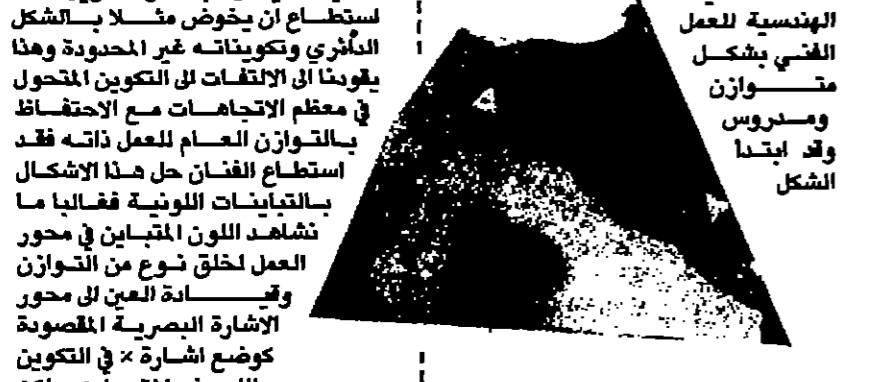 الهندسية للعمل
الفني بشكل
متوازن
ومدروس
وقد ابتدأ
الشكل
استطاع ان يخوض مثلا بالشكل
الدائري وتكويناته غير المحدودة وهذا
يقودنا الى الالتفات الى التكوين المتحول
في معظم الاتجاهات مع الاحتفاظ
بالتوازن العام للعمل ذاته فقد
استطاع الفنان حل هذا الاشكال
بالتباينات اللونية فغالبا ما
نشاهد اللون المتباين في محور
العمل لخلق نوع من التوازن
وقيادة العين الى محور
الاشارة البصرية المقصودة
كوضع اشارة × في التكوين